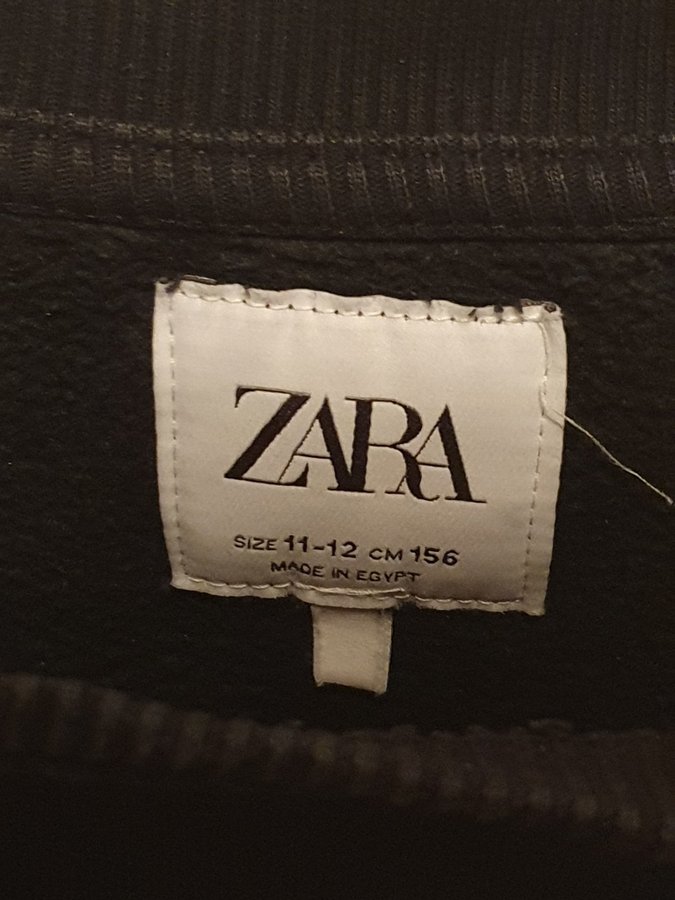 ZARA
SIZE 11-12 CM 156
MADE IN EGYPT